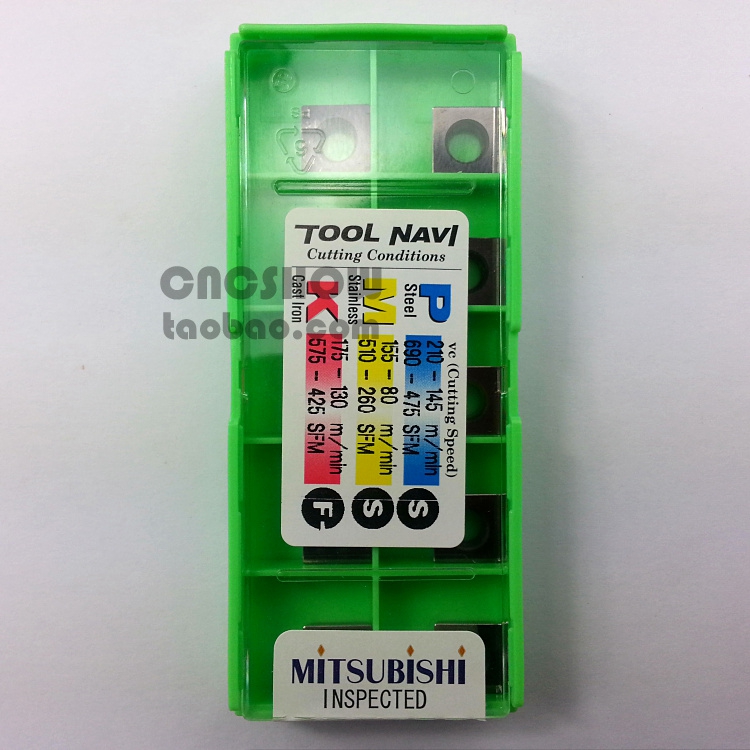 TOOL NAVI
Cutting Conditions
CNCSHOW
taobao.com
vc (Cutting Speed)
P
Steel
210 - 145 m/min
690 - 475 SFM
S
M
Stainless
155 - 80 m/min
510 - 260 SFM
S
K
Cast Iron
175 - 130 m/min
575 - 425 SFM
F
MITSUBISHI
INSPECTED